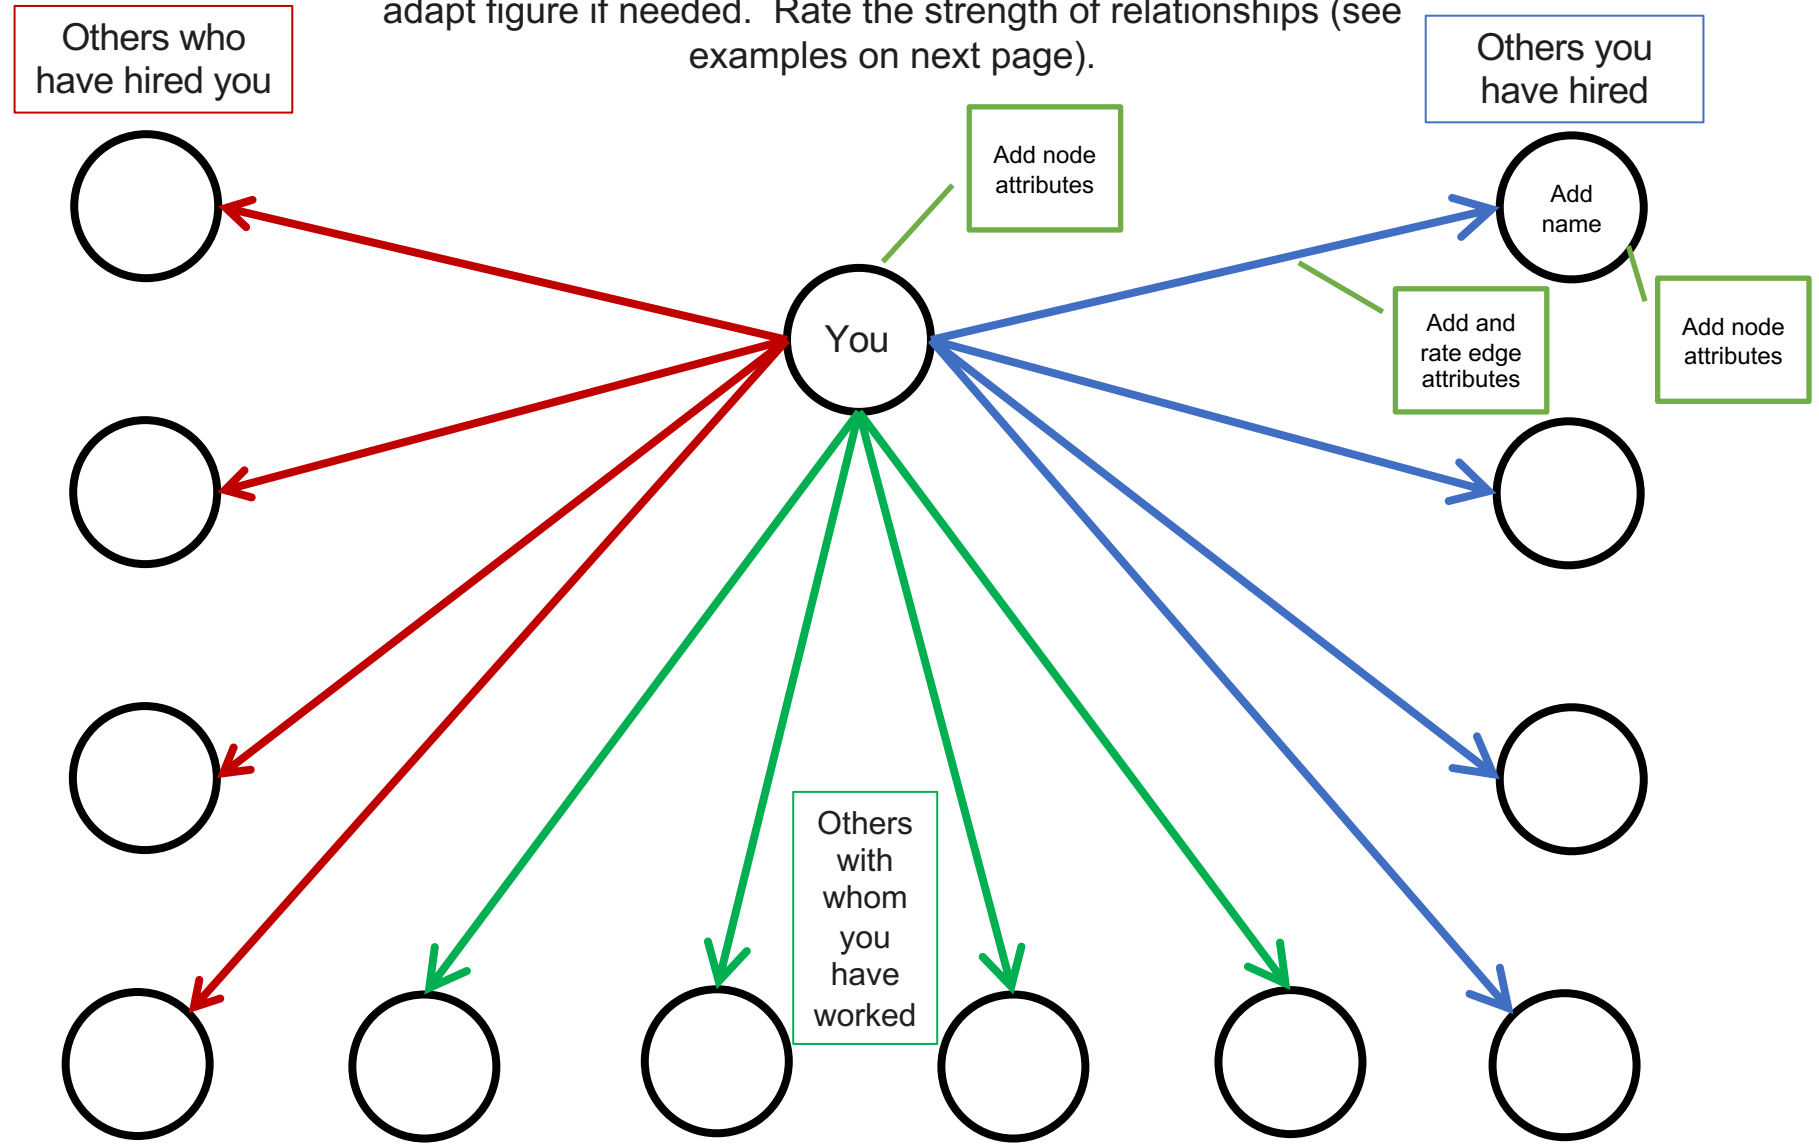 adapt figure if needed.  Rate the strength of relationships (see
examples on next page).
Others who
have hired you
Others you
have hired
Add node
attributes
Add
name
You
Add and
rate edge
attributes
Add node
attributes
Others
with
whom
you
have
worked